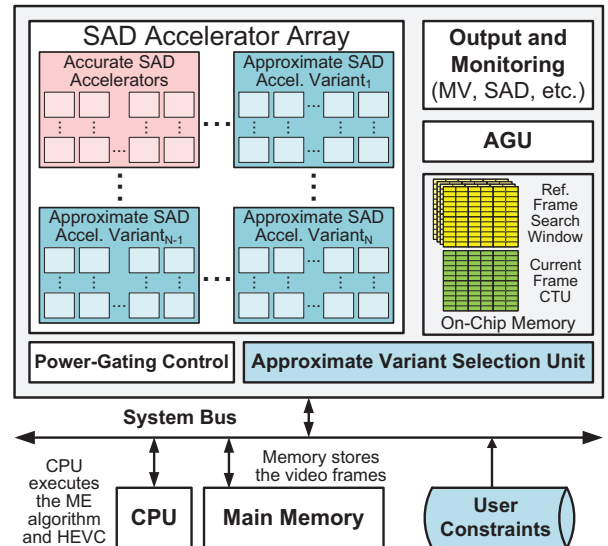 SAD Accelerator Array
Accurate SAD
Accelerators
Approximate SAD
Accel. Variant1
Approximate SAD
Accel. VariantN-1
Approximate SAD
Accel. VariantN
Output and
Monitoring
(MV, SAD, etc.)
AGU
Ref.
Frame
Search
Window
Current
Frame
CTU
On-Chip Memory
Power-Gating Control
Approximate Variant Selection Unit
System Bus
CPU
executes
the ME
algorithm
and HEVC
CPU
Memory stores
the video frames
Main Memory
User
Constraints